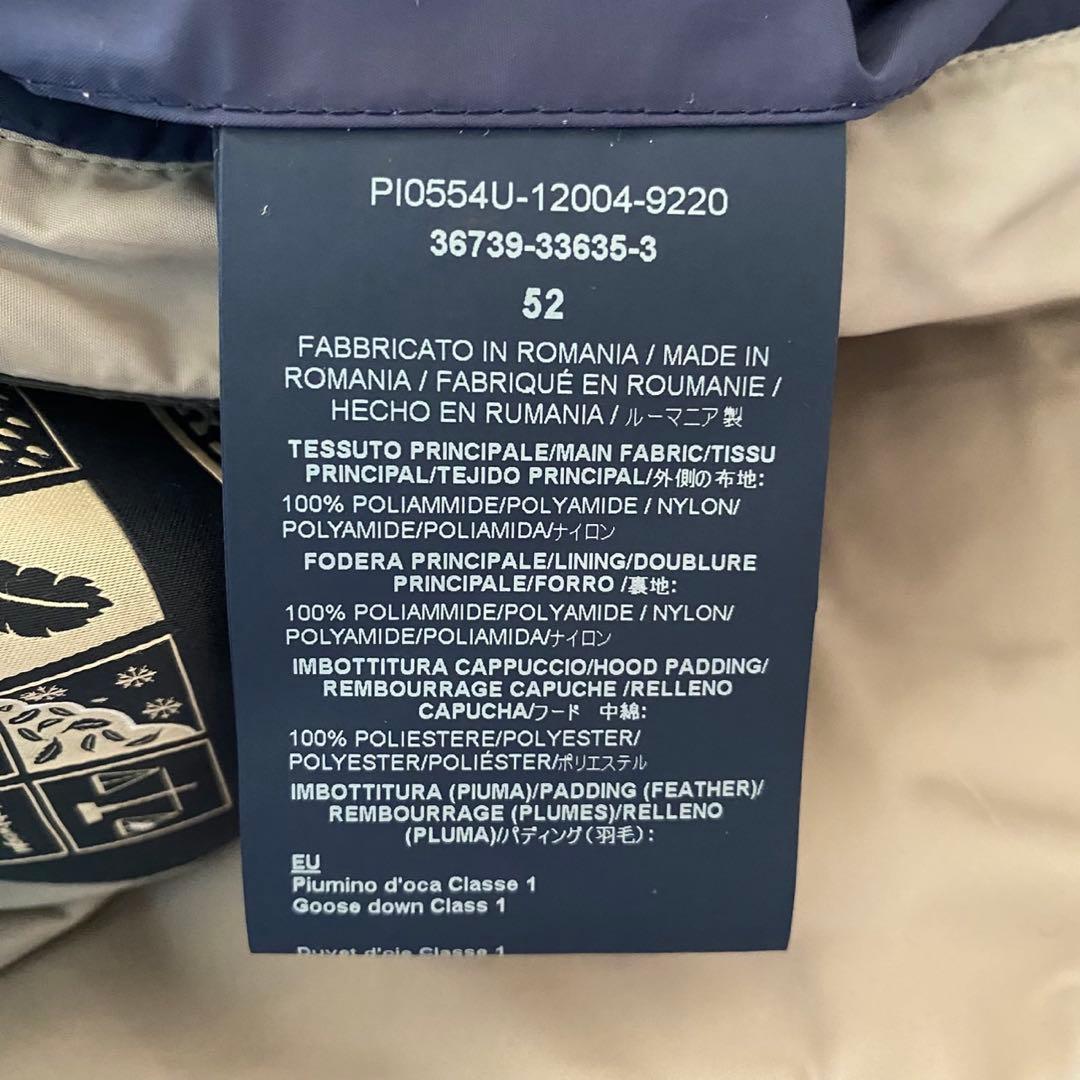 PI0554U-12004-9220
36739-33635-3
52
FABBRICATO IN ROMANIA / MADE IN
ROMANIA / FABRIQUÉ EN ROUMANIE /
HECHO EN RUMANIA / ルーマニア製
TESSUTO PRINCIPALE/MAIN FABRIC/TISSU
PRINCIPAL/TEJIDO PRINCIPAL/外側の布地:
100% POLIAMMIDE/POLYAMIDE / NYLON/
POLYAMIDE/POLIAMIDA/ナイロン
FODERA PRINCIPALE/LINING/DOUBLURE
PRINCIPALE/FORRO /裏地:
100% POLIAMMIDE/POLYAMIDE / NYLON/
POLYAMIDE/POLIAMIDA/ナイロン
IMBOTTITURA CAPPUCCIO/HOOD PADDING/
REMBOURRAGE CAPUCHE /RELLENO
CAPUCHA/フード 中綿:
100% POLIESTERE/POLYESTER/
POLYESTER/POLIÉSTER/ポリエステル
IMBOTTITURA (PIUMA)/PADDING (FEATHER)/
REMBOURRAGE (PLUMES)/RELLENO
(PLUMA)/パディング(羽毛):
EU
Piumino d'oca Classe 1
Goose down Class 1
Duvet d'oie Classe 1